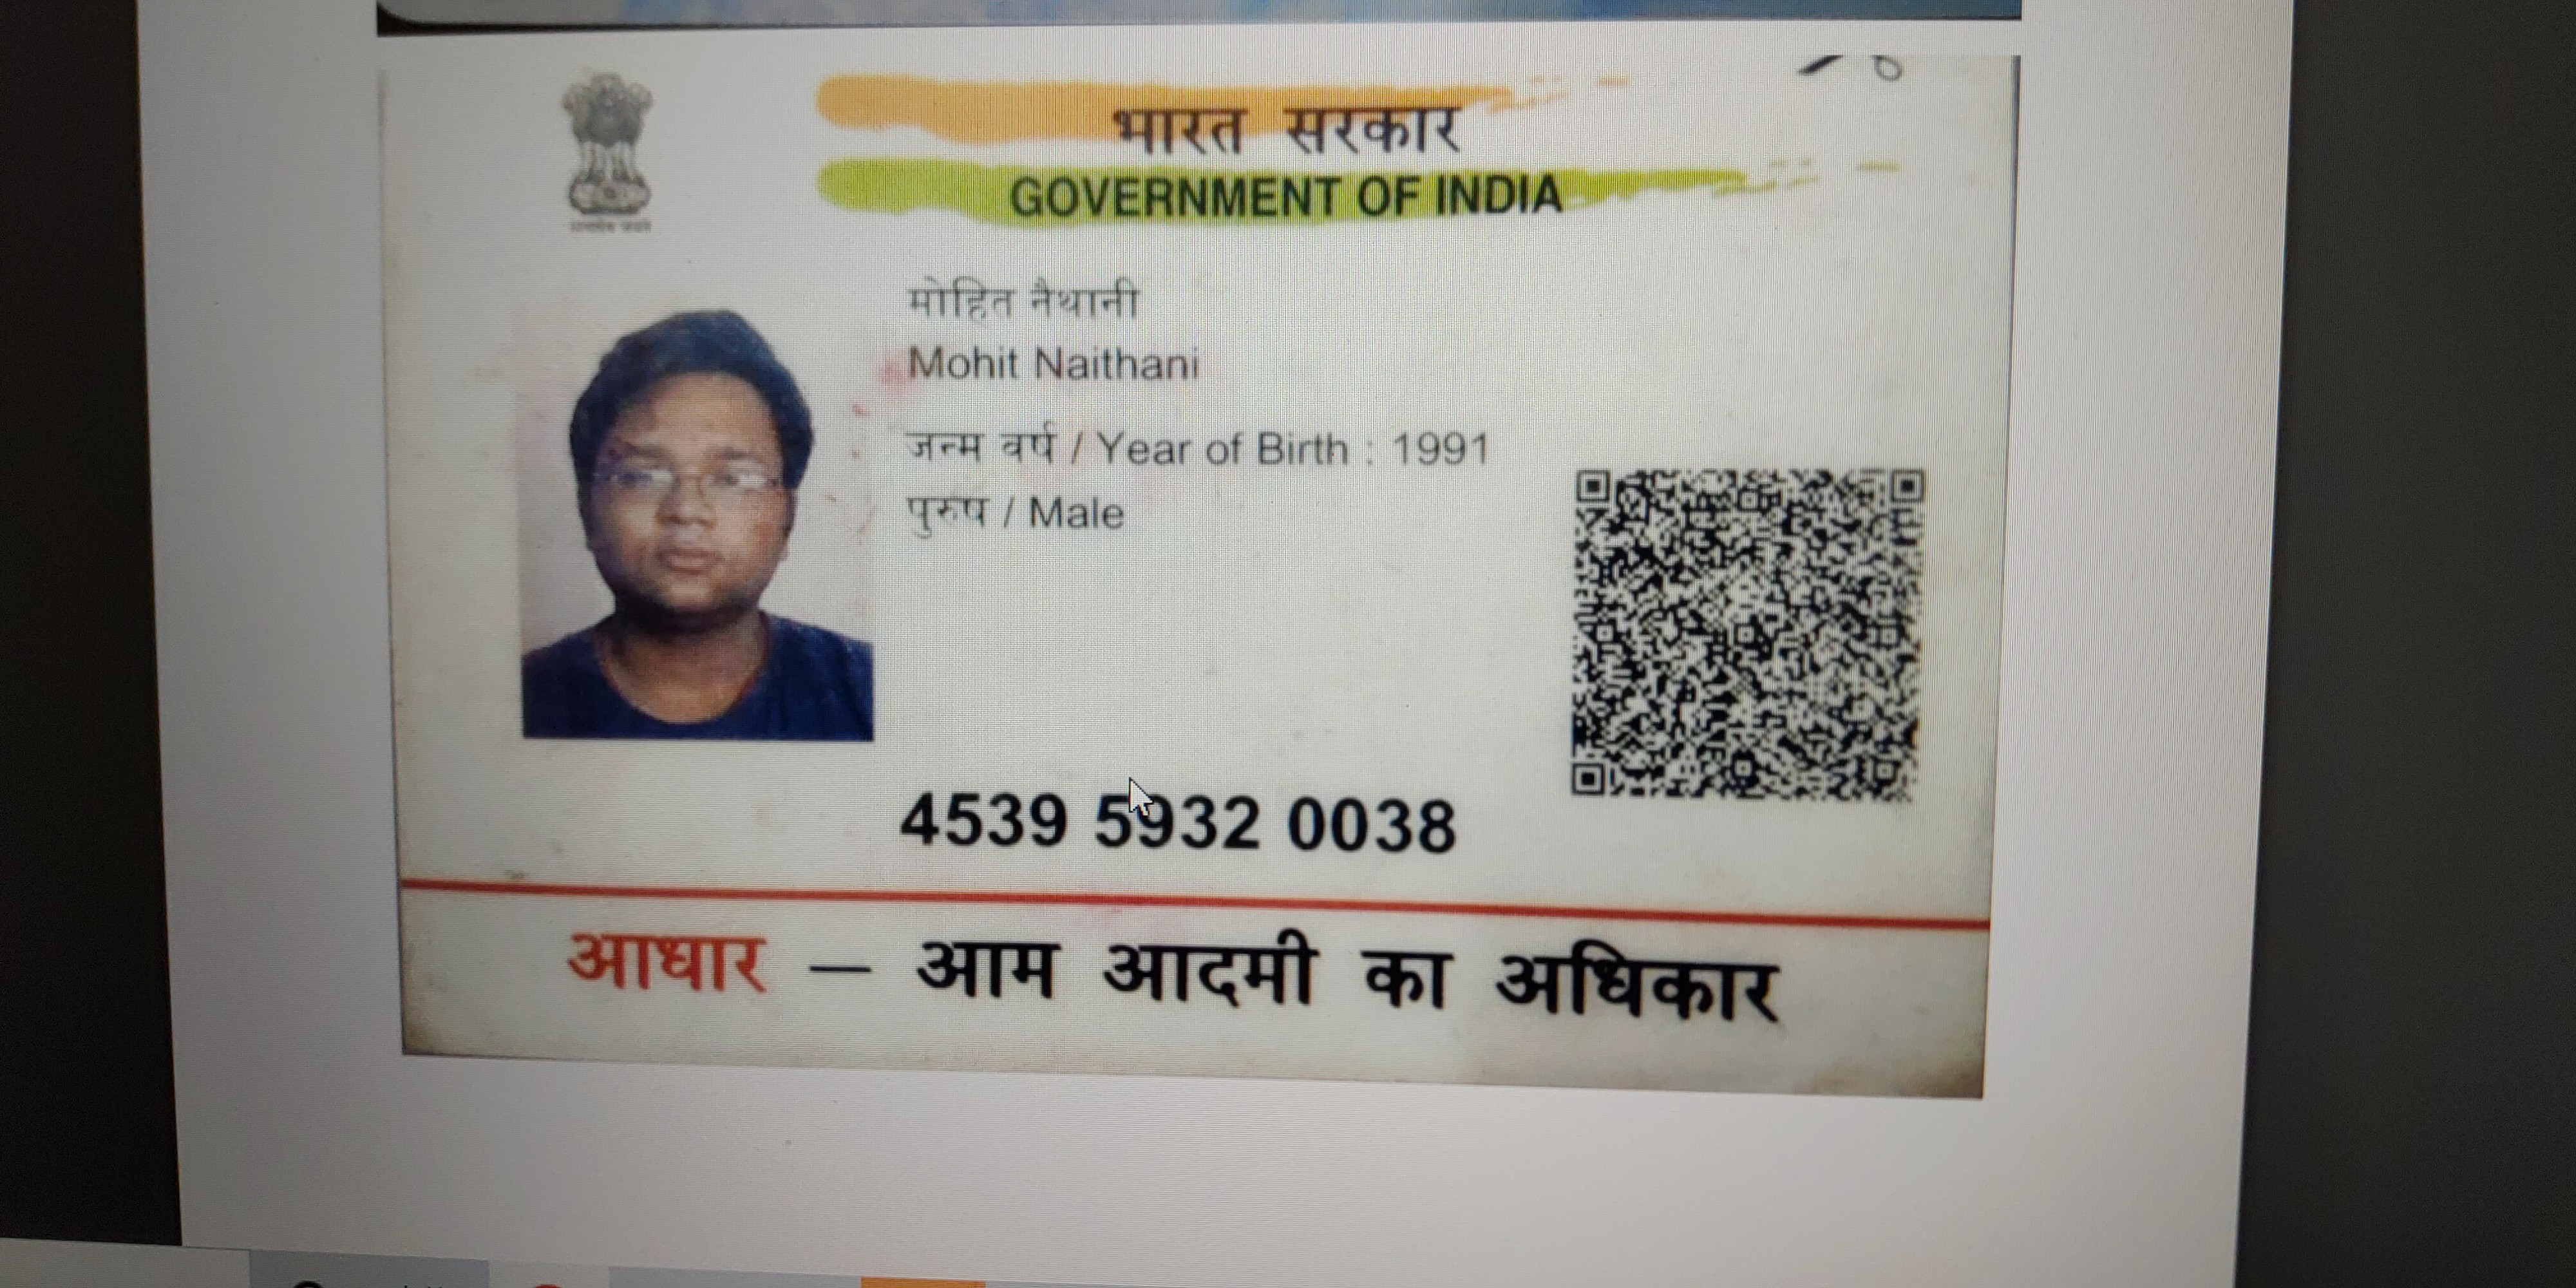 भारत सरकार
GOVERNMENT OF INDIA
मोहित नैथानी
Mohit Naithani
जन्म वर्ष / Year of Birth : 1991
पुरुष / Male
4539 5932 0038
आधार — आम आदमी का अधिकार